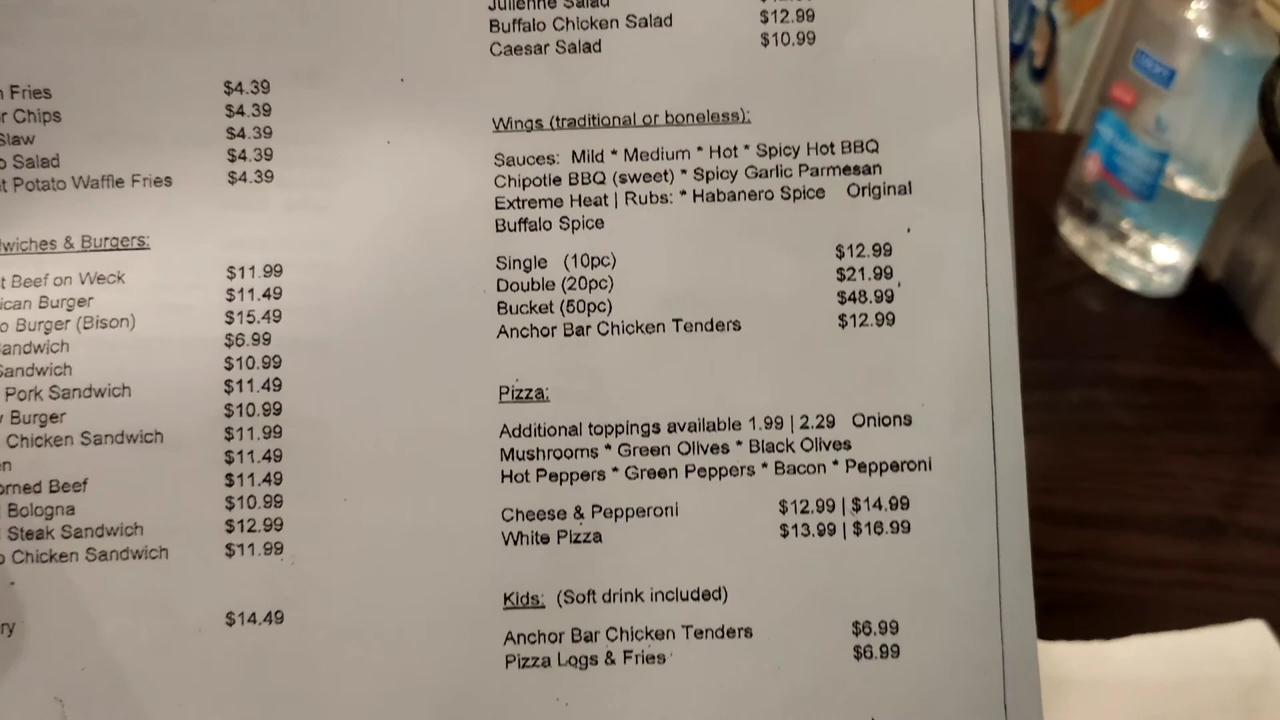 Fries $4.39
Chips $4.39
Slaw $4.39
Salad $4.39
Potato Waffle Fries $4.39
& Burgers:
Beef on Weck $11.99
Burger $11.49
Burger (Bison) $15.49
$6.99
Sandwich $10.99
Pork Sandwich $11.49
Burger $10.99
Chicken Sandwich $11.99
$11.49
Beef $11.49
Bologna $10.99
Steak Sandwich $12.99
Chicken Sandwich $11.99
$14.49
Julienne Salad
Buffalo Chicken Salad $12.99
Caesar Salad $10.99
Wings (traditional or boneless):
Sauces: Mild * Medium * Hot * Spicy Hot BBQ
Chipotle BBQ (sweet) * Spicy Garlic Parmesan
Extreme Heat | Rubs: * Habanero Spice Original
Buffalo Spice
Single (10pc) $12.99
Double (20pc) $21.99
Bucket (50pc) $48.99
Anchor Bar Chicken Tenders $12.99
Pizza:
Additional toppings available 1.99 | 2.29 Onions
Mushrooms * Green Olives * Black Olives
Hot Peppers * Green Peppers * Bacon * Pepperoni
Cheese & Pepperoni $12.99 | $14.99
White Pizza $13.99 | $16.99
Kids: (Soft drink included)
Anchor Bar Chicken Tenders $6.99
Pizza Logs & Fries $6.99